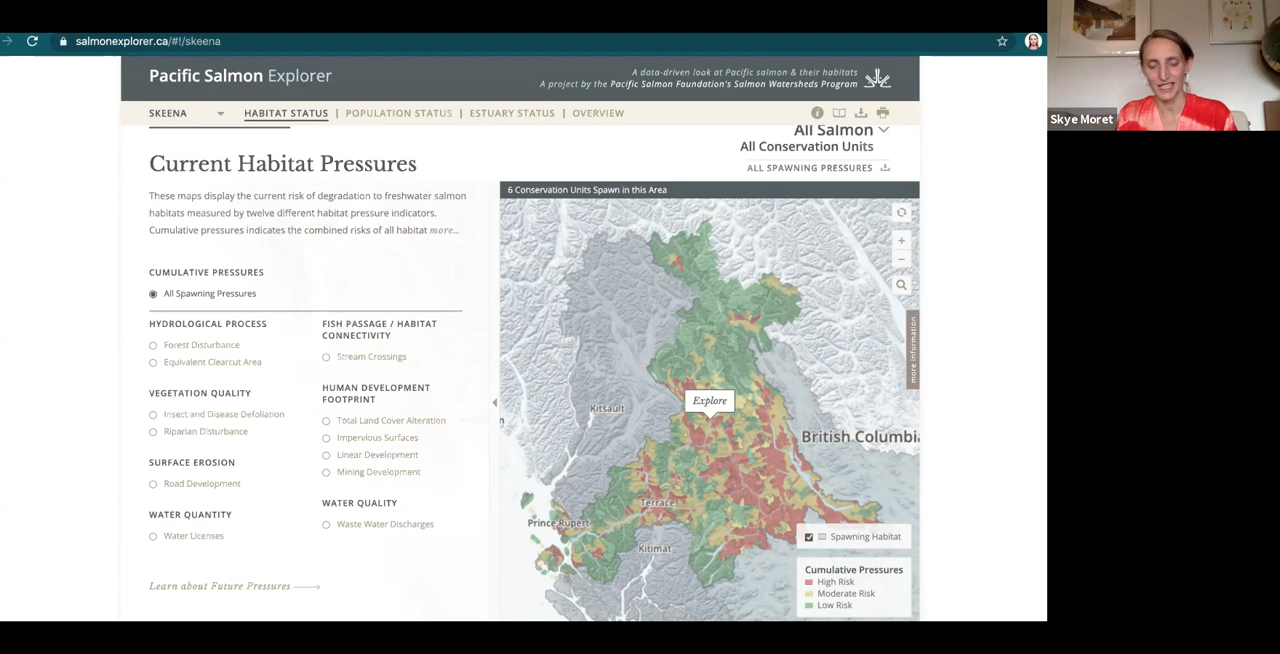 salmonexplorer.ca/#!/skeena
Pacific Salmon Explorer
A data-driven look at Pacific salmon & their habitats
A project by the Pacific Salmon Foundation's Salmon Watersheds Program
Skye Moret
SKEENA
HABITAT STATUS | POPULATION STATUS | ESTUARY STATUS | OVERVIEW
All Salmon
All Conservation Units
ALL SPAWNING PRESSURES
Current Habitat Pressures
These maps display the current risk of degradation to freshwater salmon
habitats measured by twelve different habitat pressure indicators.
Cumulative pressures indicates the combined risks of all habitat more...
CUMULATIVE PRESSURES
All Spawning Pressures
HYDROLOGICAL PROCESS
Forest Disturbance
Equivalent Clearcut Area
VEGETATION QUALITY
Insect and Disease Defoliation
Riparian Disturbance
SURFACE EROSION
Road Development
WATER QUANTITY
Water Licenses
FISH PASSAGE / HABITAT
CONNECTIVITY
Stream Crossings
HUMAN DEVELOPMENT
FOOTPRINT
Total Land Cover Alteration
Impervious Surfaces
Linear Development
Mining Development
WATER QUALITY
Waste Water Discharges
Learn about Future Pressures
6 Conservation Units Spawn in this Area
more information
Explore
Kitsault
British Columbi
Terrace
Prince Rupert
Kitimat
Spawning Habitat
Cumulative Pressures
High Risk
Moderate Risk
Low Risk